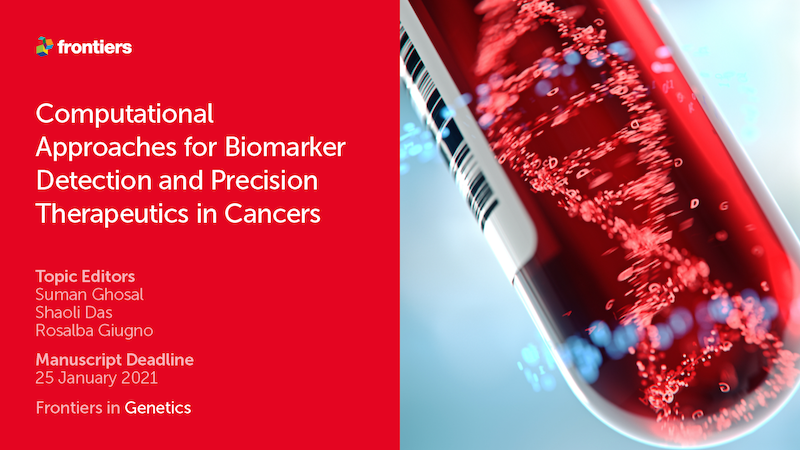 frontiers
Computational
Approaches for Biomarker
Detection and Precision
Therapeutics in Cancers
Topic Editors
Suman Ghosal
Shaoli Das
Rosalba Giugno
Manuscript Deadline
25 January 2021
Frontiers in Genetics